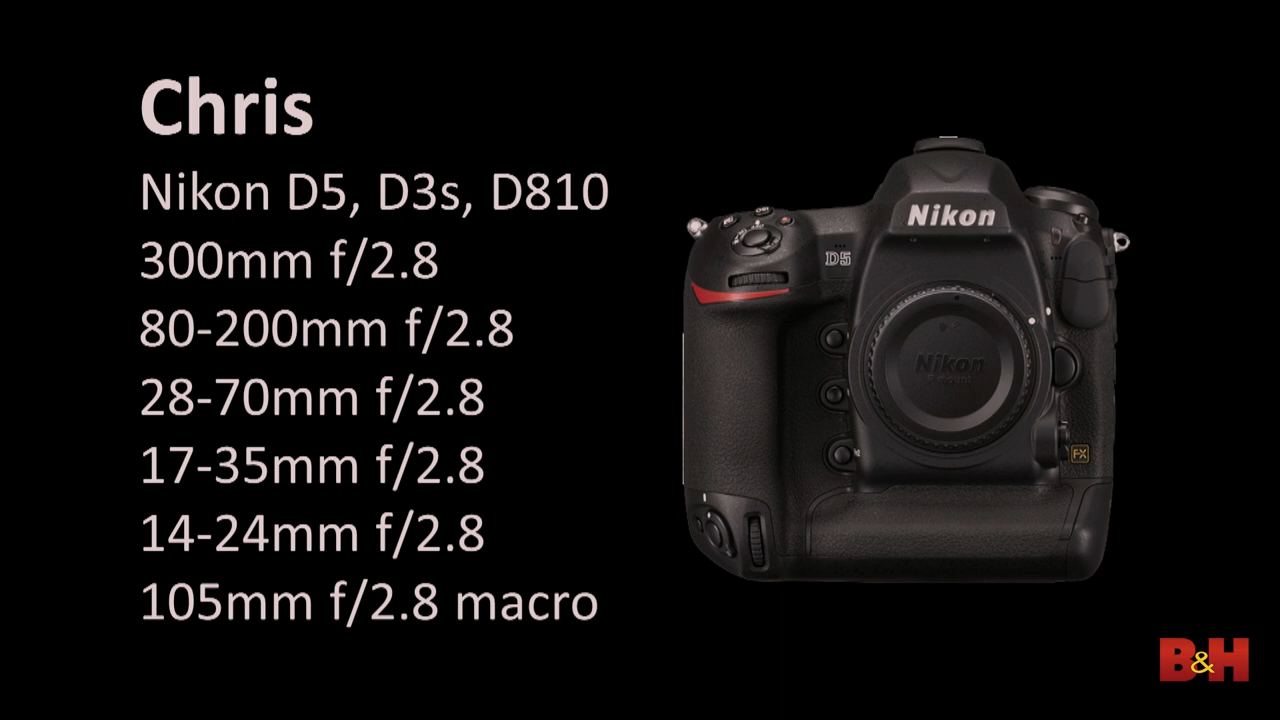 Chris
Nikon D5, D3s, D810
300mm f/2.8
80-200mm f/2.8
28-70mm f/2.8
17-35mm f/2.8
14-24mm f/2.8
105mm f/2.8 macro
Nikon
D5
Nikon
FX
B&H